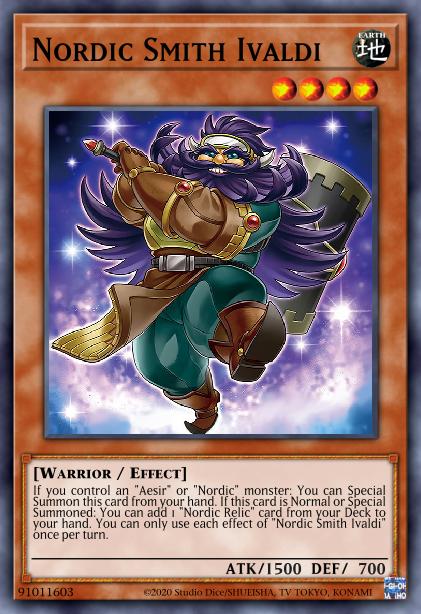 Nordic Smith Ivaldi
EARTH
地
[Warrior / Effect]
If you control an "Aesir" or "Nordic" monster: You can Special
Summon this card from your hand. If this card is Normal or Special
Summoned: You can add 1 "Nordic Relic" card from your Deck to
your hand. You can only use each effect of "Nordic Smith Ivaldi"
once per turn.
ATK/1500 DEF/ 700
91011603
©2020 Studio Dice/SHUEISHA, TV TOKYO, KONAMI